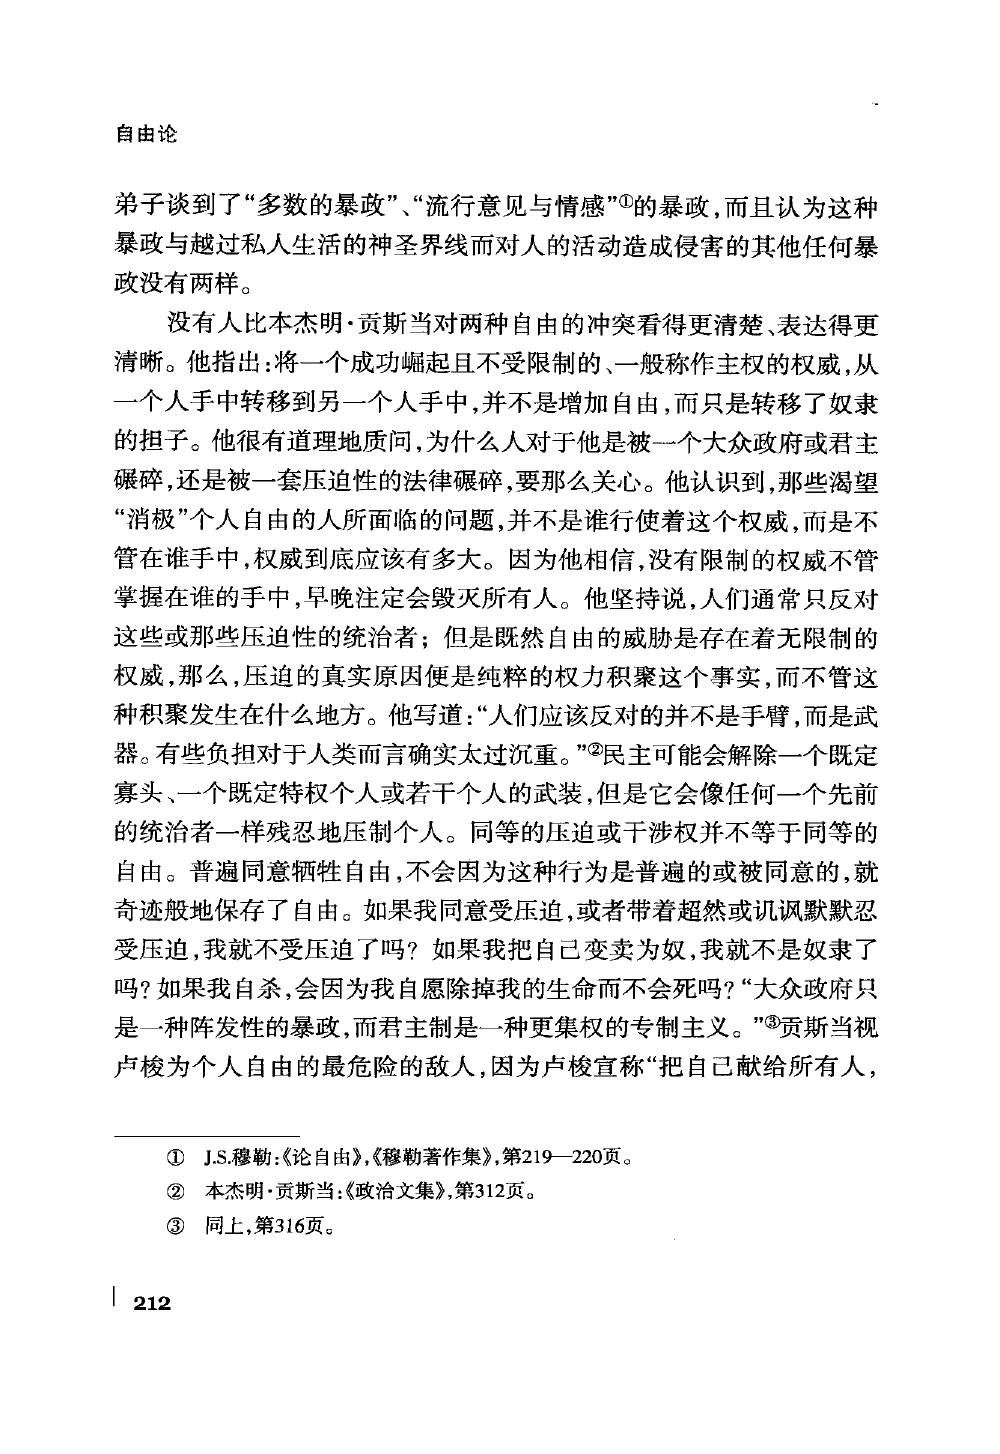 自由论
弟子谈到了“多数的暴政”、“流行意见与情感”①的暴政,而且认为这种
暴政与越过私人生活的神圣界线而对人的活动造成侵害的其他任何暴
政没有两样。
没有人比本杰明·贡斯当对两种自由的冲突看得更清楚、表达得更
清晰。他指出:将一个成功崛起且不受限制的、一般称作主权的权威,从
一个人手中转移到另一个人手中,并不是增加自由,而只是转移了奴隶
的担子。他很有道理地质问,为什么人对于他是被一个大众政府或君主
碾碎,还是被一套压迫性的法律碾碎,要那么关心。他认识到,那些渴望
“消极”个人自由的人所面临的问题,并不是谁行使着这个权威,而是不
管在谁手中,权威到底应该有多大。因为他相信,没有限制的权威不管
掌握在谁的手中,早晚注定会毁灭所有人。他坚持说,人们通常只反对
这些或那些压迫性的统治者;但是既然自由的威胁是存在着无限制的
权威,那么,压迫的真实原因便是纯粹的权力积聚这个事实,而不管这
种积聚发生在什么地方。他写道:“人们应该反对的并不是手臂,而是武
器。有些负担对于人类而言确实太过沉重。”②民主可能会解除一个既定
寡头、一个既定特权个人或若干个人的武装,但是它会像任何一个先前
的统治者一样残忍地压制个人。同等的压迫或干涉权并不等于同等的
自由。普遍同意牺牲自由,不会因为这种行为是普遍的或被同意的,就
奇迹般地保存了自由。如果我同意受压迫,或者带着超然或讥讽默默忍
受压迫,我就不受压迫了吗?如果我把自己变卖为奴,我就不是奴隶了
吗?如果我自杀,会因为我自愿除掉我的生命而不会死吗?“大众政府只
是一种阵发性的暴政,而君主制是一种更集权的专制主义。”③贡斯当视
卢梭为个人自由的最危险的敌人,因为卢梭宣称“把自己献给所有人,
① J.S.穆勒:《论自由》,《穆勒著作集》,第219—220页。
② 本杰明·贡斯当:《政治文集》,第312页。
③ 同上,第316页。
212